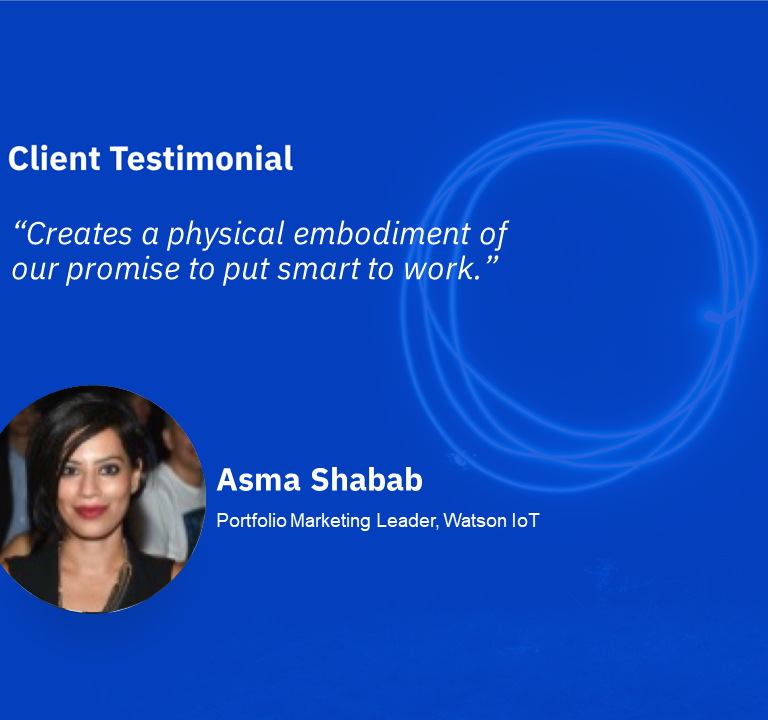 Client Testimonial
“Creates a physical embodiment of
our promise to put smart to work.”
Asma Shabab
Portfolio Marketing Leader, Watson IoT